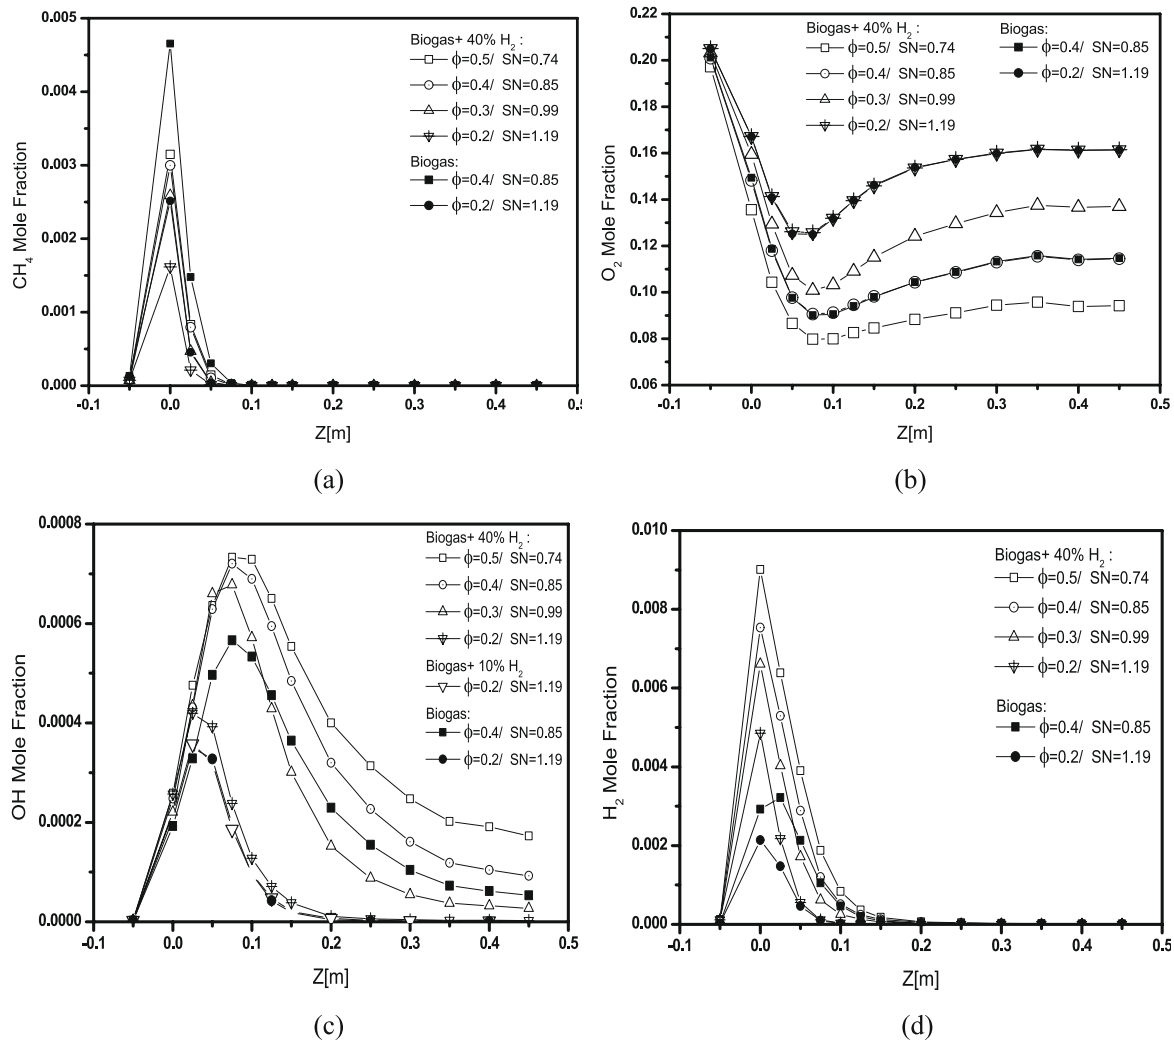 0.005
0.004
0.003
0.002
0.001
0.000
CH4 Mole Fraction
-0.1
0.0
0.1
0.2
0.3
0.4
0.5
Z[m]
Biogas+ 40% H2 :
ϕ=0.5/ SN=0.74
ϕ=0.4/ SN=0.85
ϕ=0.3/ SN=0.99
ϕ=0.2/ SN=1.19
Biogas:
ϕ=0.4/ SN=0.85
ϕ=0.2/ SN=1.19
(a)
0.22
0.20
0.18
0.16
0.14
0.12
0.10
0.08
0.06
O2 Mole Fraction
-0.1
0.0
0.1
0.2
0.3
0.4
0.5
Z[m]
Biogas+ 40% H2 :
ϕ=0.5/ SN=0.74
ϕ=0.4/ SN=0.85
ϕ=0.3/ SN=0.99
ϕ=0.2/ SN=1.19
Biogas:
ϕ=0.4/ SN=0.85
ϕ=0.2/ SN=1.19
(b)
0.0008
0.0006
0.0004
0.0002
0.0000
OH Mole Fraction
-0.1
0.0
0.1
0.2
0.3
0.4
0.5
Z[m]
Biogas+ 40% H2 :
ϕ=0.5/ SN=0.74
ϕ=0.4/ SN=0.85
ϕ=0.3/ SN=0.99
ϕ=0.2/ SN=1.19
Biogas+ 10% H2
ϕ=0.2/ SN=1.19
Biogas:
ϕ=0.4/ SN=0.85
ϕ=0.2/ SN=1.19
(c)
0.010
0.008
0.006
0.004
0.002
0.000
H2 Mole Fraction
-0.1
0.0
0.1
0.2
0.3
0.4
0.5
Z[m]
Biogas+ 40% H2 :
ϕ=0.5/ SN=0.74
ϕ=0.4/ SN=0.85
ϕ=0.3/ SN=0.99
ϕ=0.2/ SN=1.19
Biogas:
ϕ=0.4/ SN=0.85
ϕ=0.2/ SN=1.19
(d)